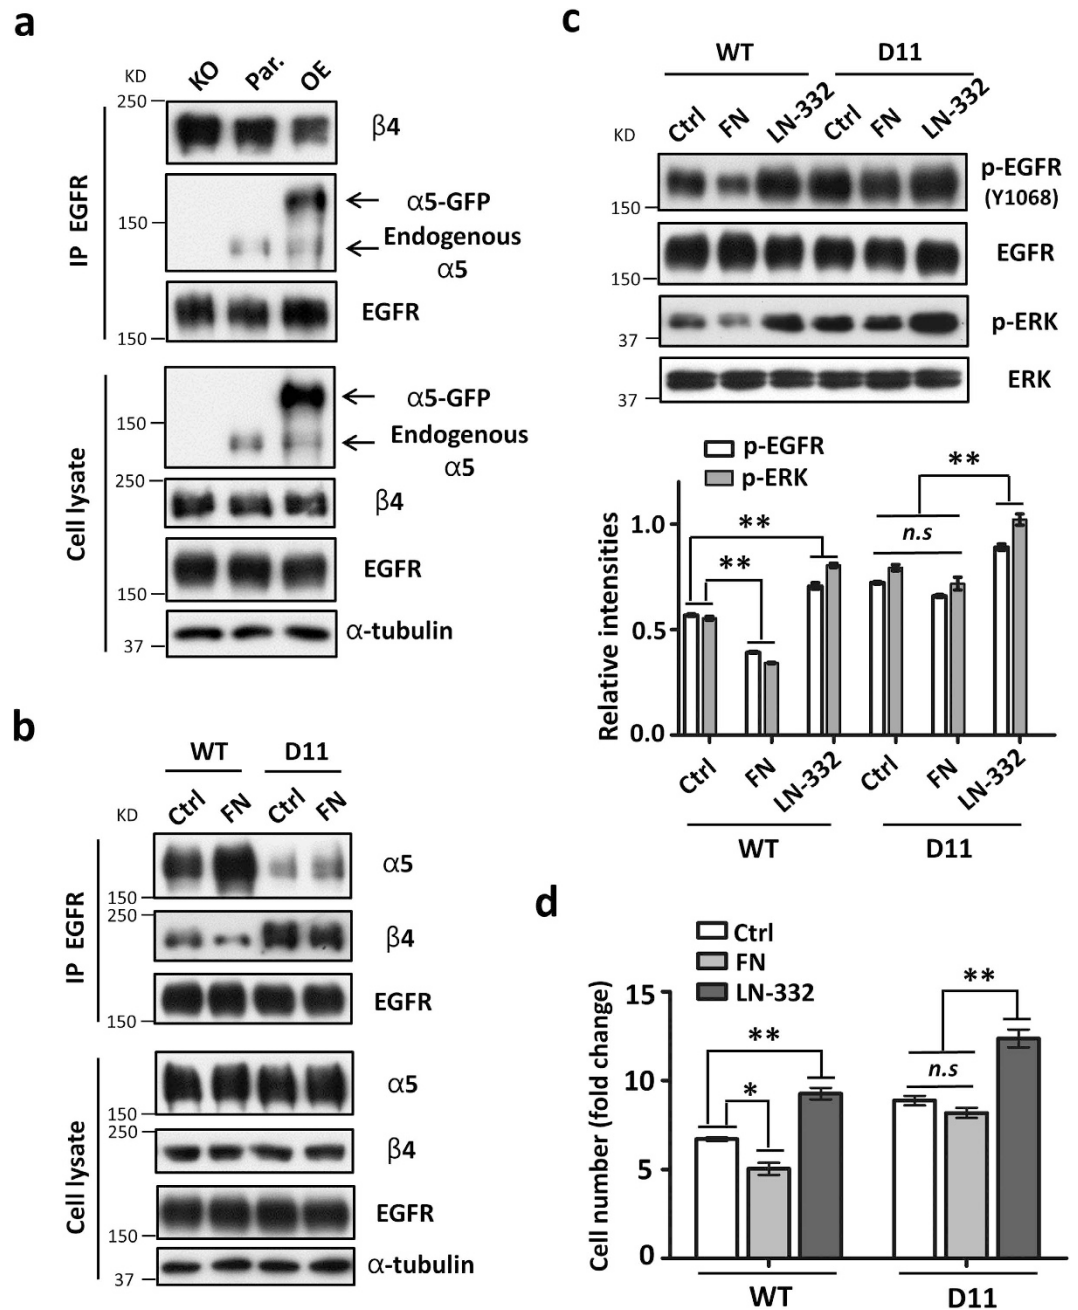 a
KD
KO Par. OE
250
β4
IP EGFR
α5-GFP
150
Endogenous
α5
EGFR
150
Cell lysate
α5-GFP
150
Endogenous
α5
250
β4
EGFR
150
α-tubulin
37
b
WT D11
KD
Ctrl FN Ctrl FN
IP EGFR
α5
150
250
β4
EGFR
150
Cell lysate
α5
150
250
β4
EGFR
150
α-tubulin
37
c
WT D11
KD
Ctrl FN LN-332 Ctrl FN LN-332
p-EGFR
(Y1068)
150
EGFR
150
p-ERK
37
ERK
37
p-EGFR
p-ERK
**
**
**
n.s
Relative intensities
1.0
0.5
0.0
Ctrl FN LN-332 Ctrl FN LN-332
WT D11
d
Ctrl
FN
LN-332
**
**
*
n.s
Cell number (fold change)
15
10
5
0
WT D11